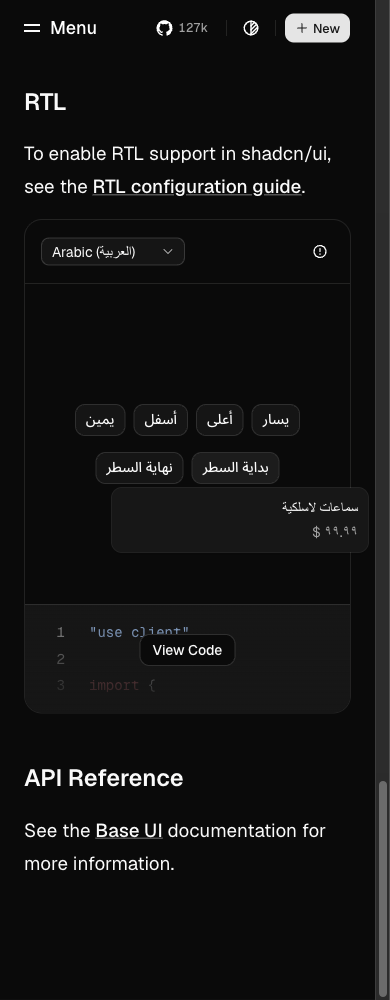 Menu
127k
+ New
RTL
To enable RTL support in shadcn/ui,
see the RTL configuration guide.
Arabic (العربية)
يسار
أعلى
أسفل
يمين
بداية السطر
نهاية السطر
سماعات لاسلكية
٩٩.٩٩ $
1 "use client"
2
3 import {
View Code
API Reference
See the Base UI documentation for
more information.